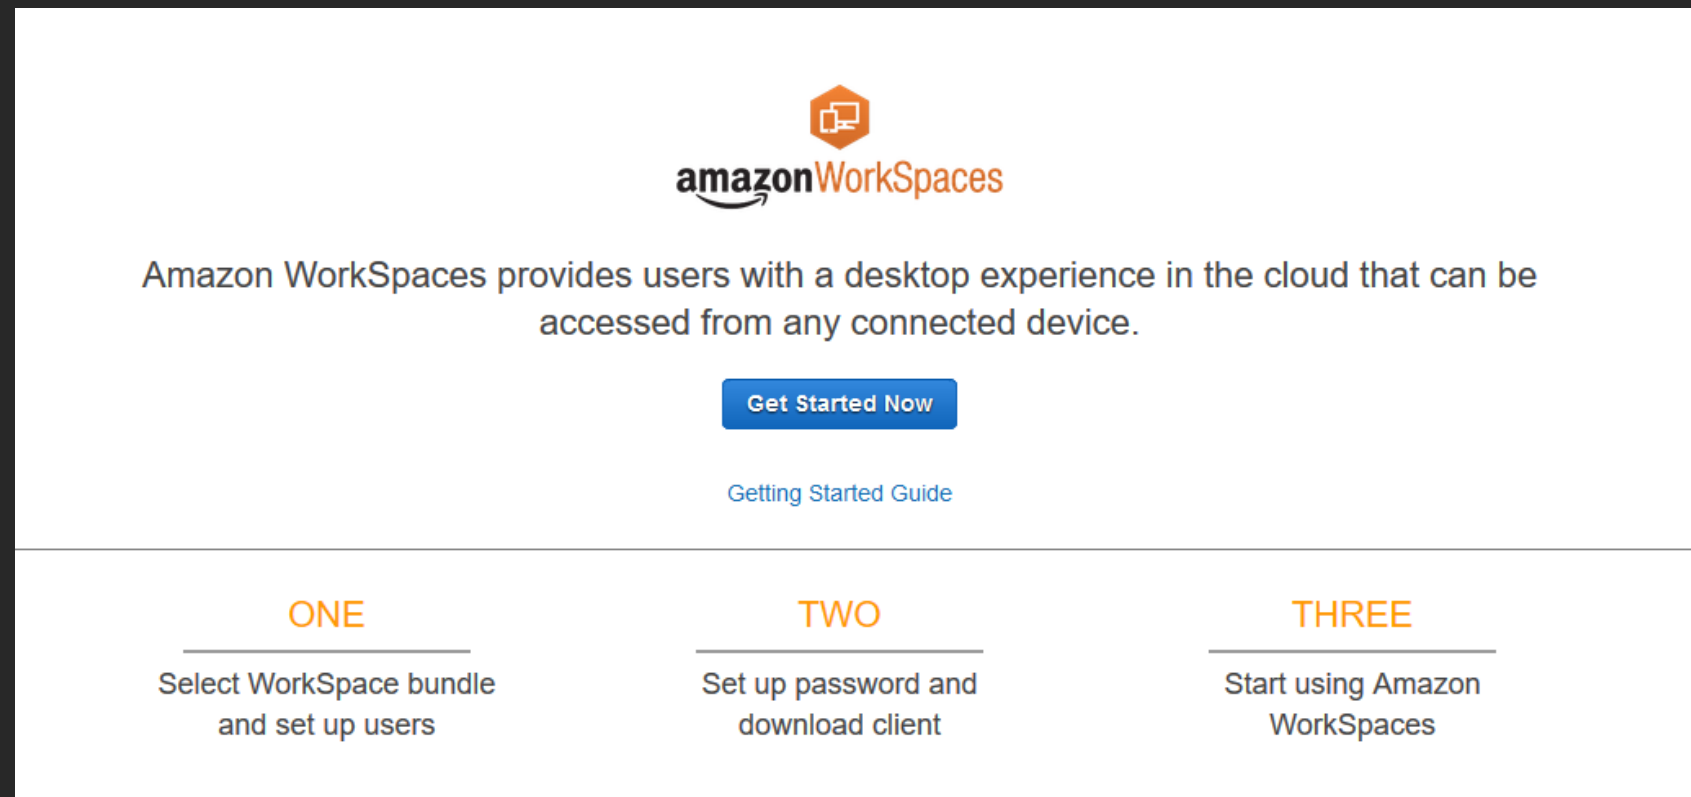 amazonWorkSpaces
Amazon WorkSpaces provides users with a desktop experience in the cloud that can be
accessed from any connected device.
Get Started Now
Getting Started Guide
ONE
Select WorkSpace bundle
and set up users
TWO
Set up password and
download client
THREE
Start using Amazon
WorkSpaces